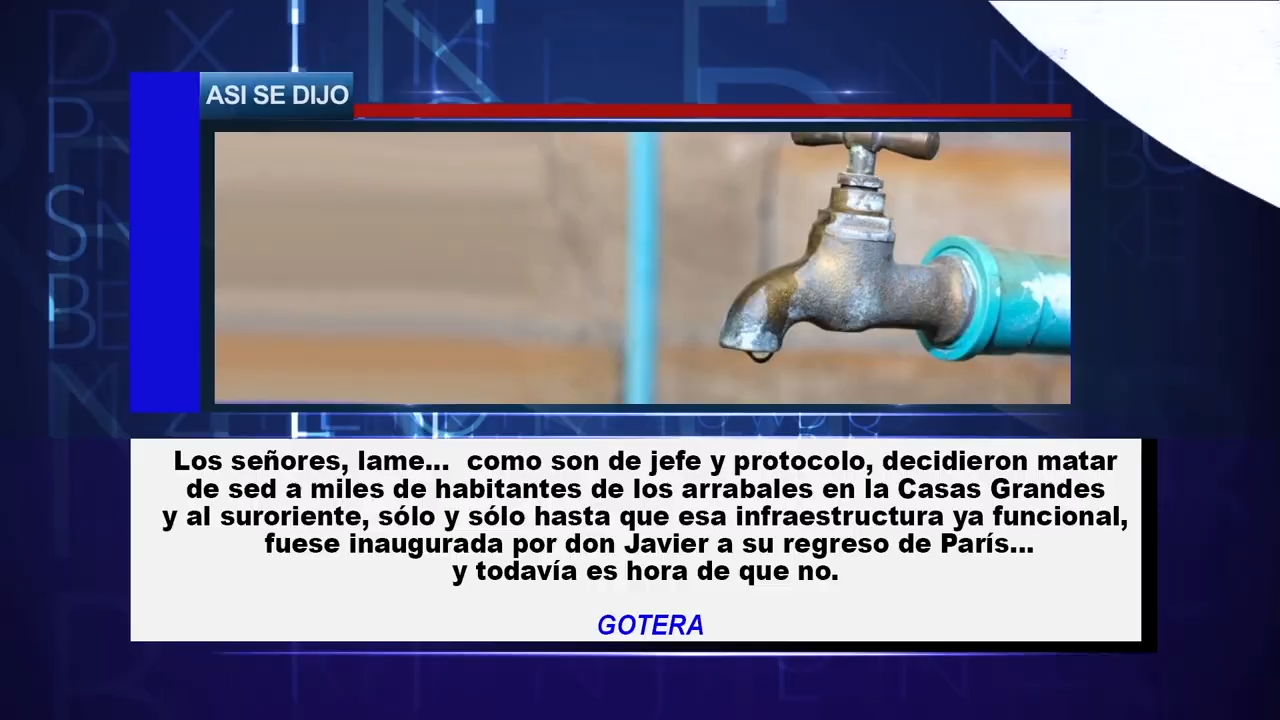 ASI SE DIJO
Los señores, lame... como son de jefe y protocolo, decidieron matar
de sed a miles de habitantes de los arrabales en la Casas Grandes
y al suroriente, sólo y sólo hasta que esa infraestructura ya funcional,
fuese inaugurada por don Javier a su regreso de París...
y todavía es hora de que no.
GOTERA